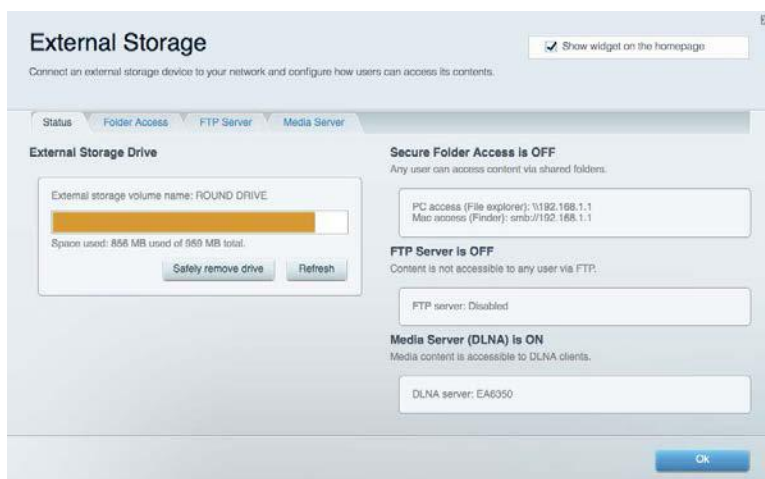 External Storage
Show widget on the homepage
Connect an external storage device to your network and configure how users can access its contents.
Status
Folder Access
FTP Server
Media Server
External Storage Drive
External storage volume name: ROUND DRIVE
Space used: 856 MB used of 969 MB total.
Safely remove drive
Refresh
Secure Folder Access is OFF
Any user can access content via shared folders.
PC access (File explorer): \\192.168.1.1
Mac access (Finder): smb://192.168.1.1
FTP Server is OFF
Content is not accessible to any user via FTP.
FTP server: Disabled
Media Server (DLNA) is ON
Media content is accessible to DLNA clients.
DLNA server: EA6350
Ok